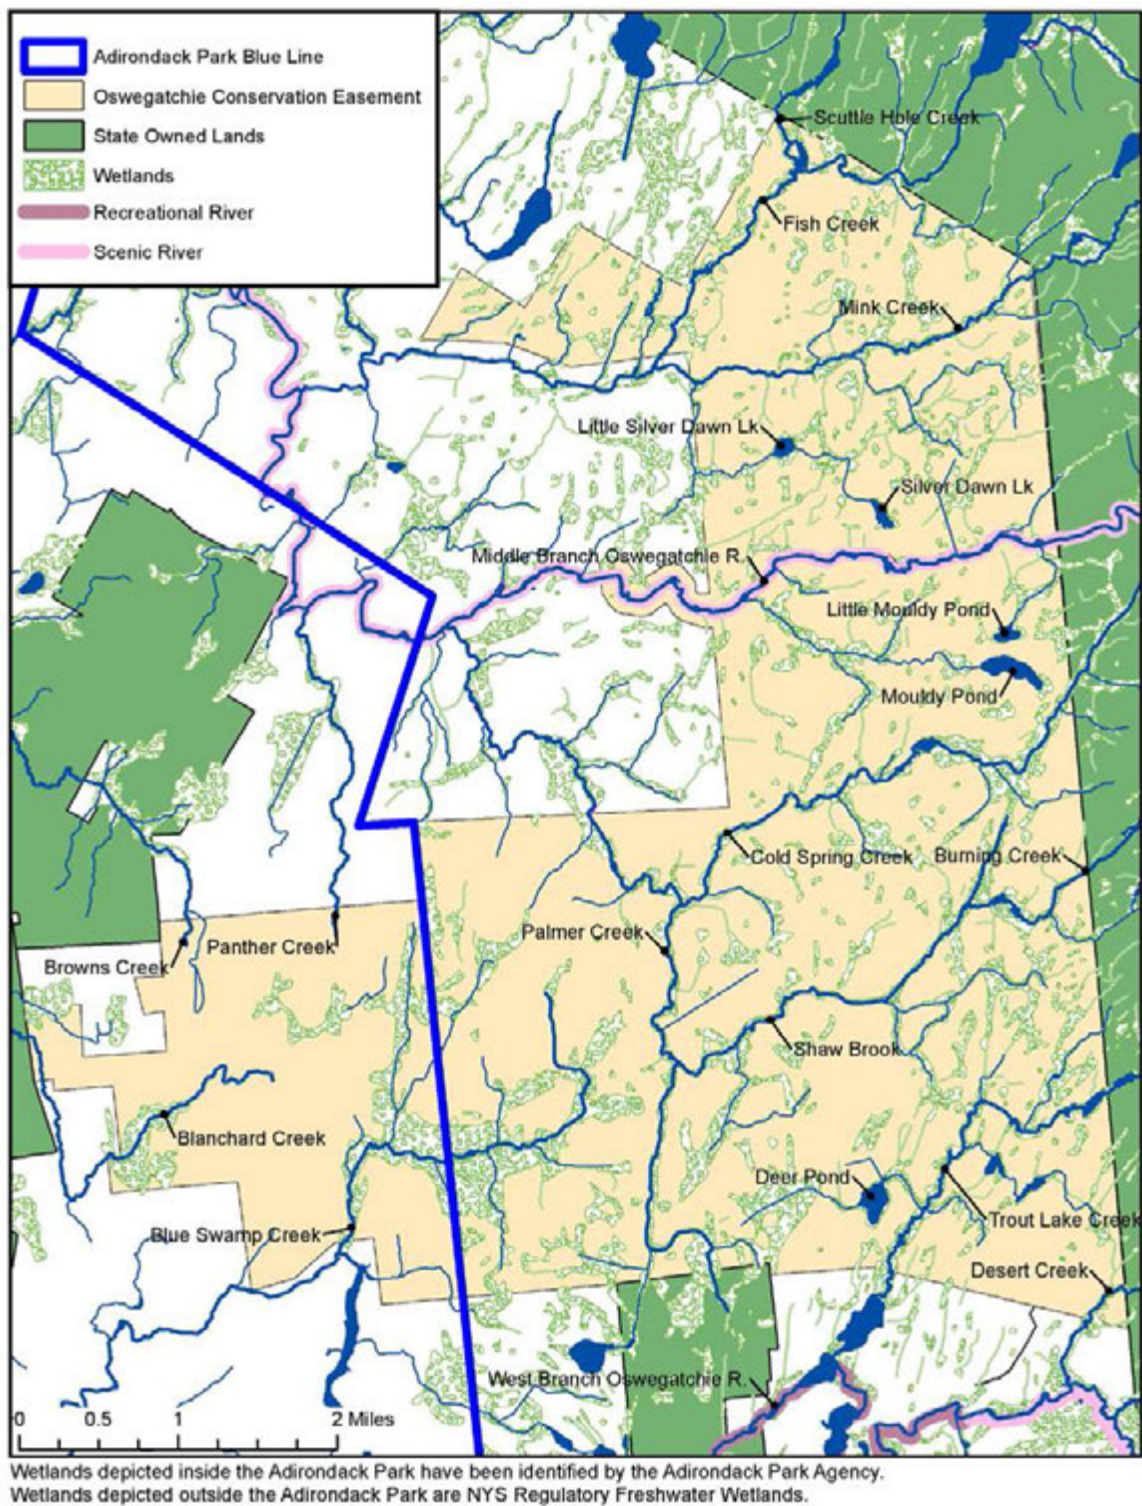 Adirondack Park Blue Line
Oswegatchie Conservation Easement
State Owned Lands
Wetlands
Recreational River
Scenic River
Scuttle Hole Creek
Fish Creek
Mink Creek
Little Silver Dawn Lk
Silver Dawn Lk
Middle Branch Oswegatchie R.
Little Mouldy Pond
Mouldy Pond
Cold Spring Creek
Burning Creek
Palmer Creek
Panther Creek
Browns Creek
Shaw Brook
Blanchard Creek
Deer Pond
Blue Swamp Creek
Trout Lake Creek
Desert Creek
West Branch Oswegatchie R.
0 0.5 1 2 Miles
Wetlands depicted inside the Adirondack Park have been identified by the Adirondack Park Agency.
Wetlands depicted outside the Adirondack Park are NYS Regulatory Freshwater Wetlands.